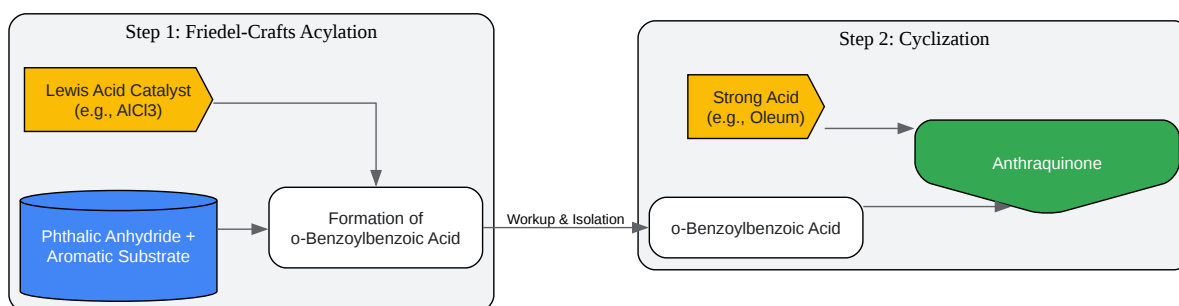 Step 1: Friedel-Crafts Acylation
Lewis Acid Catalyst
(e.g., AlCl3)
Phthalic Anhydride +
Aromatic Substrate
Formation of
o-Benzoylbenzoic Acid
Workup & Isolation
Step 2: Cyclization
Strong Acid
(e.g., Oleum)
o-Benzoylbenzoic Acid
Anthraquinone